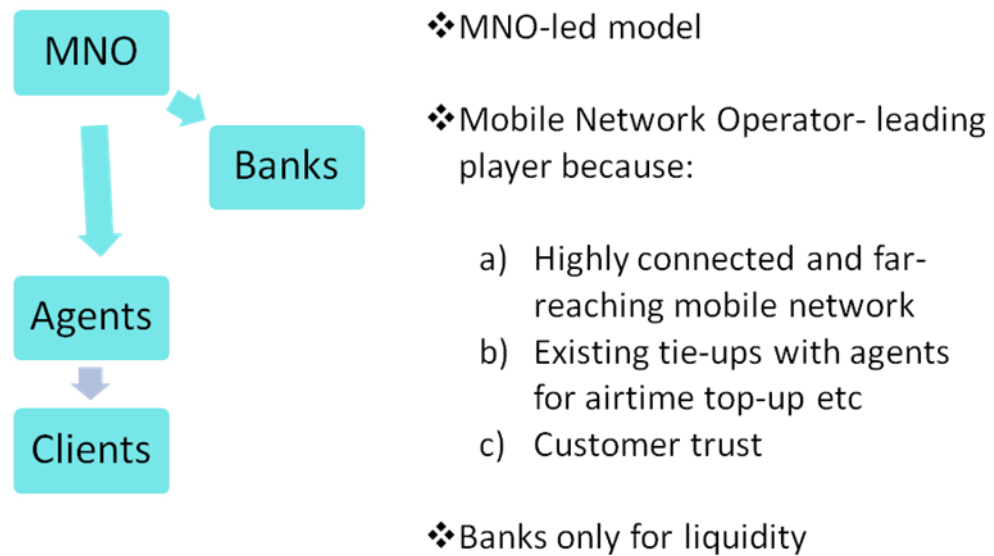 MNO
Banks
Agents
Clients
❖MNO-led model
❖Mobile Network Operator- leading
player because:
a) Highly connected and far-
reaching mobile network
b) Existing tie-ups with agents
for airtime top-up etc
c) Customer trust
❖Banks only for liquidity